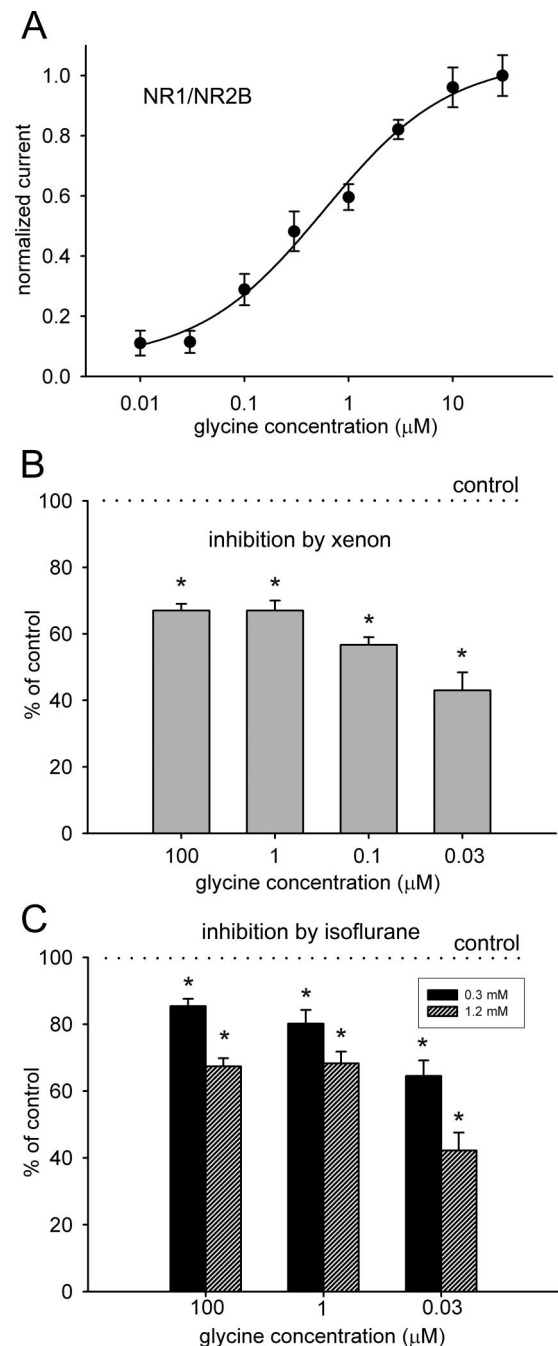 A
NR1/NR2B
normalized current
1.0
0.8
0.6
0.4
0.2
0.0
0.01 0.1 1 10
glycine concentration (μM)
B
control
inhibition by xenon
% of control
100
80
60
40
20
0
* * * *
100 1 0.1 0.03
glycine concentration (μM)
C
inhibition by isoflurane
control
0.3 mM
1.2 mM
% of control
100
80
60
40
20
0
* * * * * *
100 1 0.03
glycine concentration (μM)